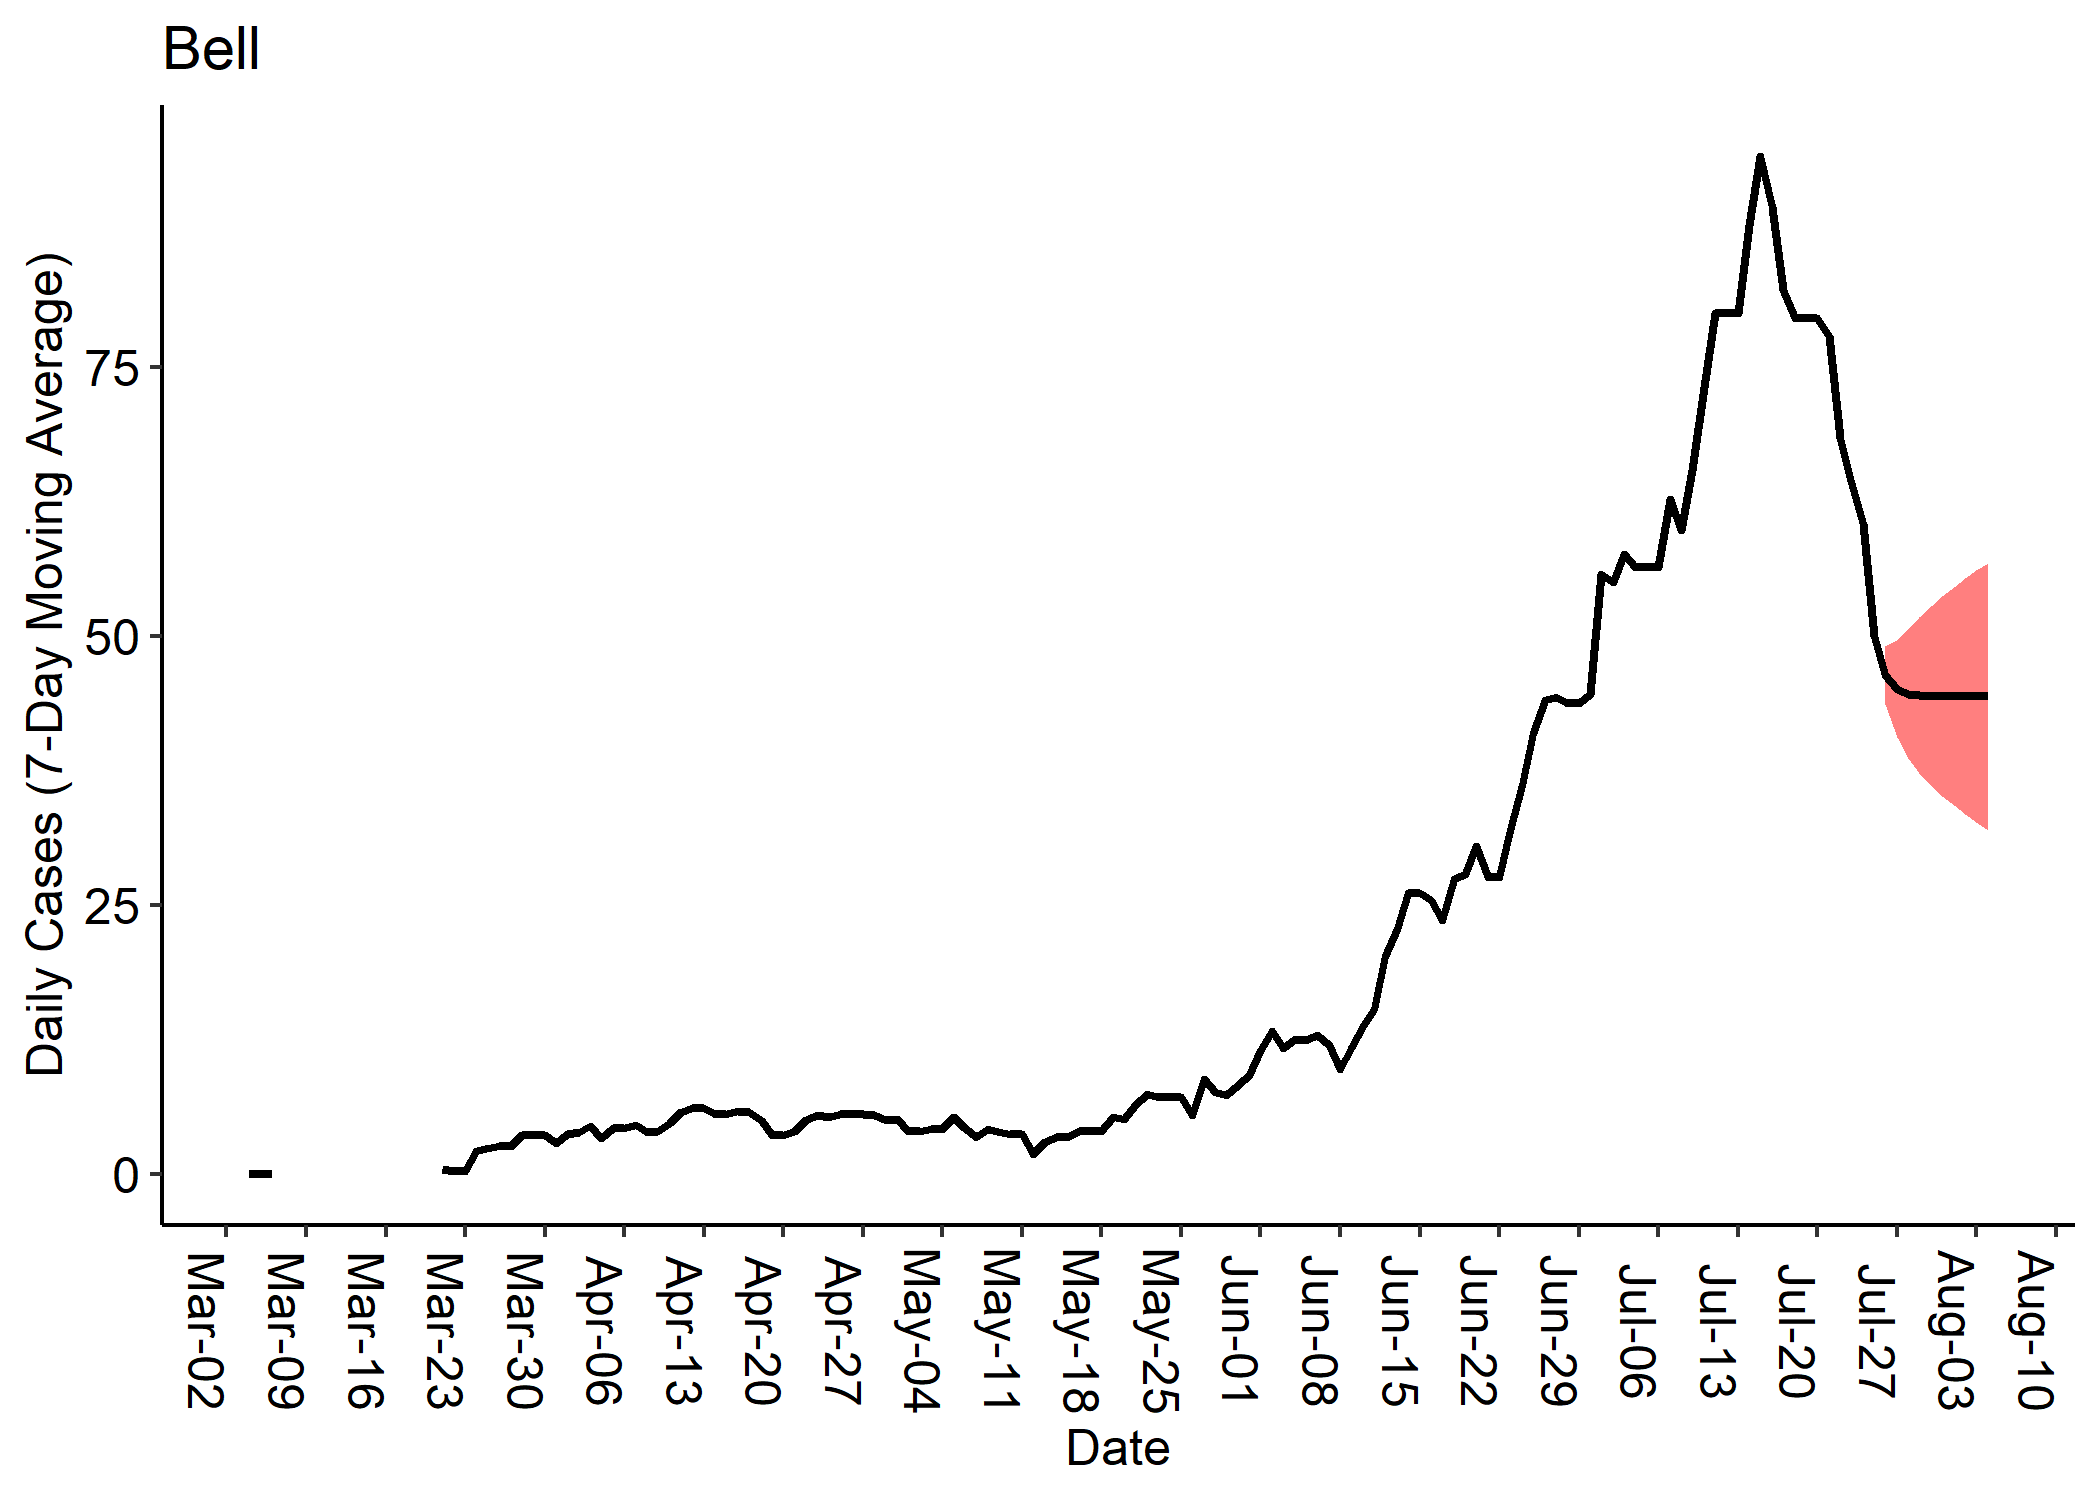 Bell
Daily Cases (7-Day Moving Average)
75
50
25
0
Mar-02
Mar-09
Mar-16
Mar-23
Mar-30
Apr-06
Apr-13
Apr-20
Apr-27
May-04
May-11
May-18
May-25
Jun-01
Jun-08
Jun-15
Jun-22
Jun-29
Jul-06
Jul-13
Jul-20
Jul-27
Aug-03
Aug-10
Date